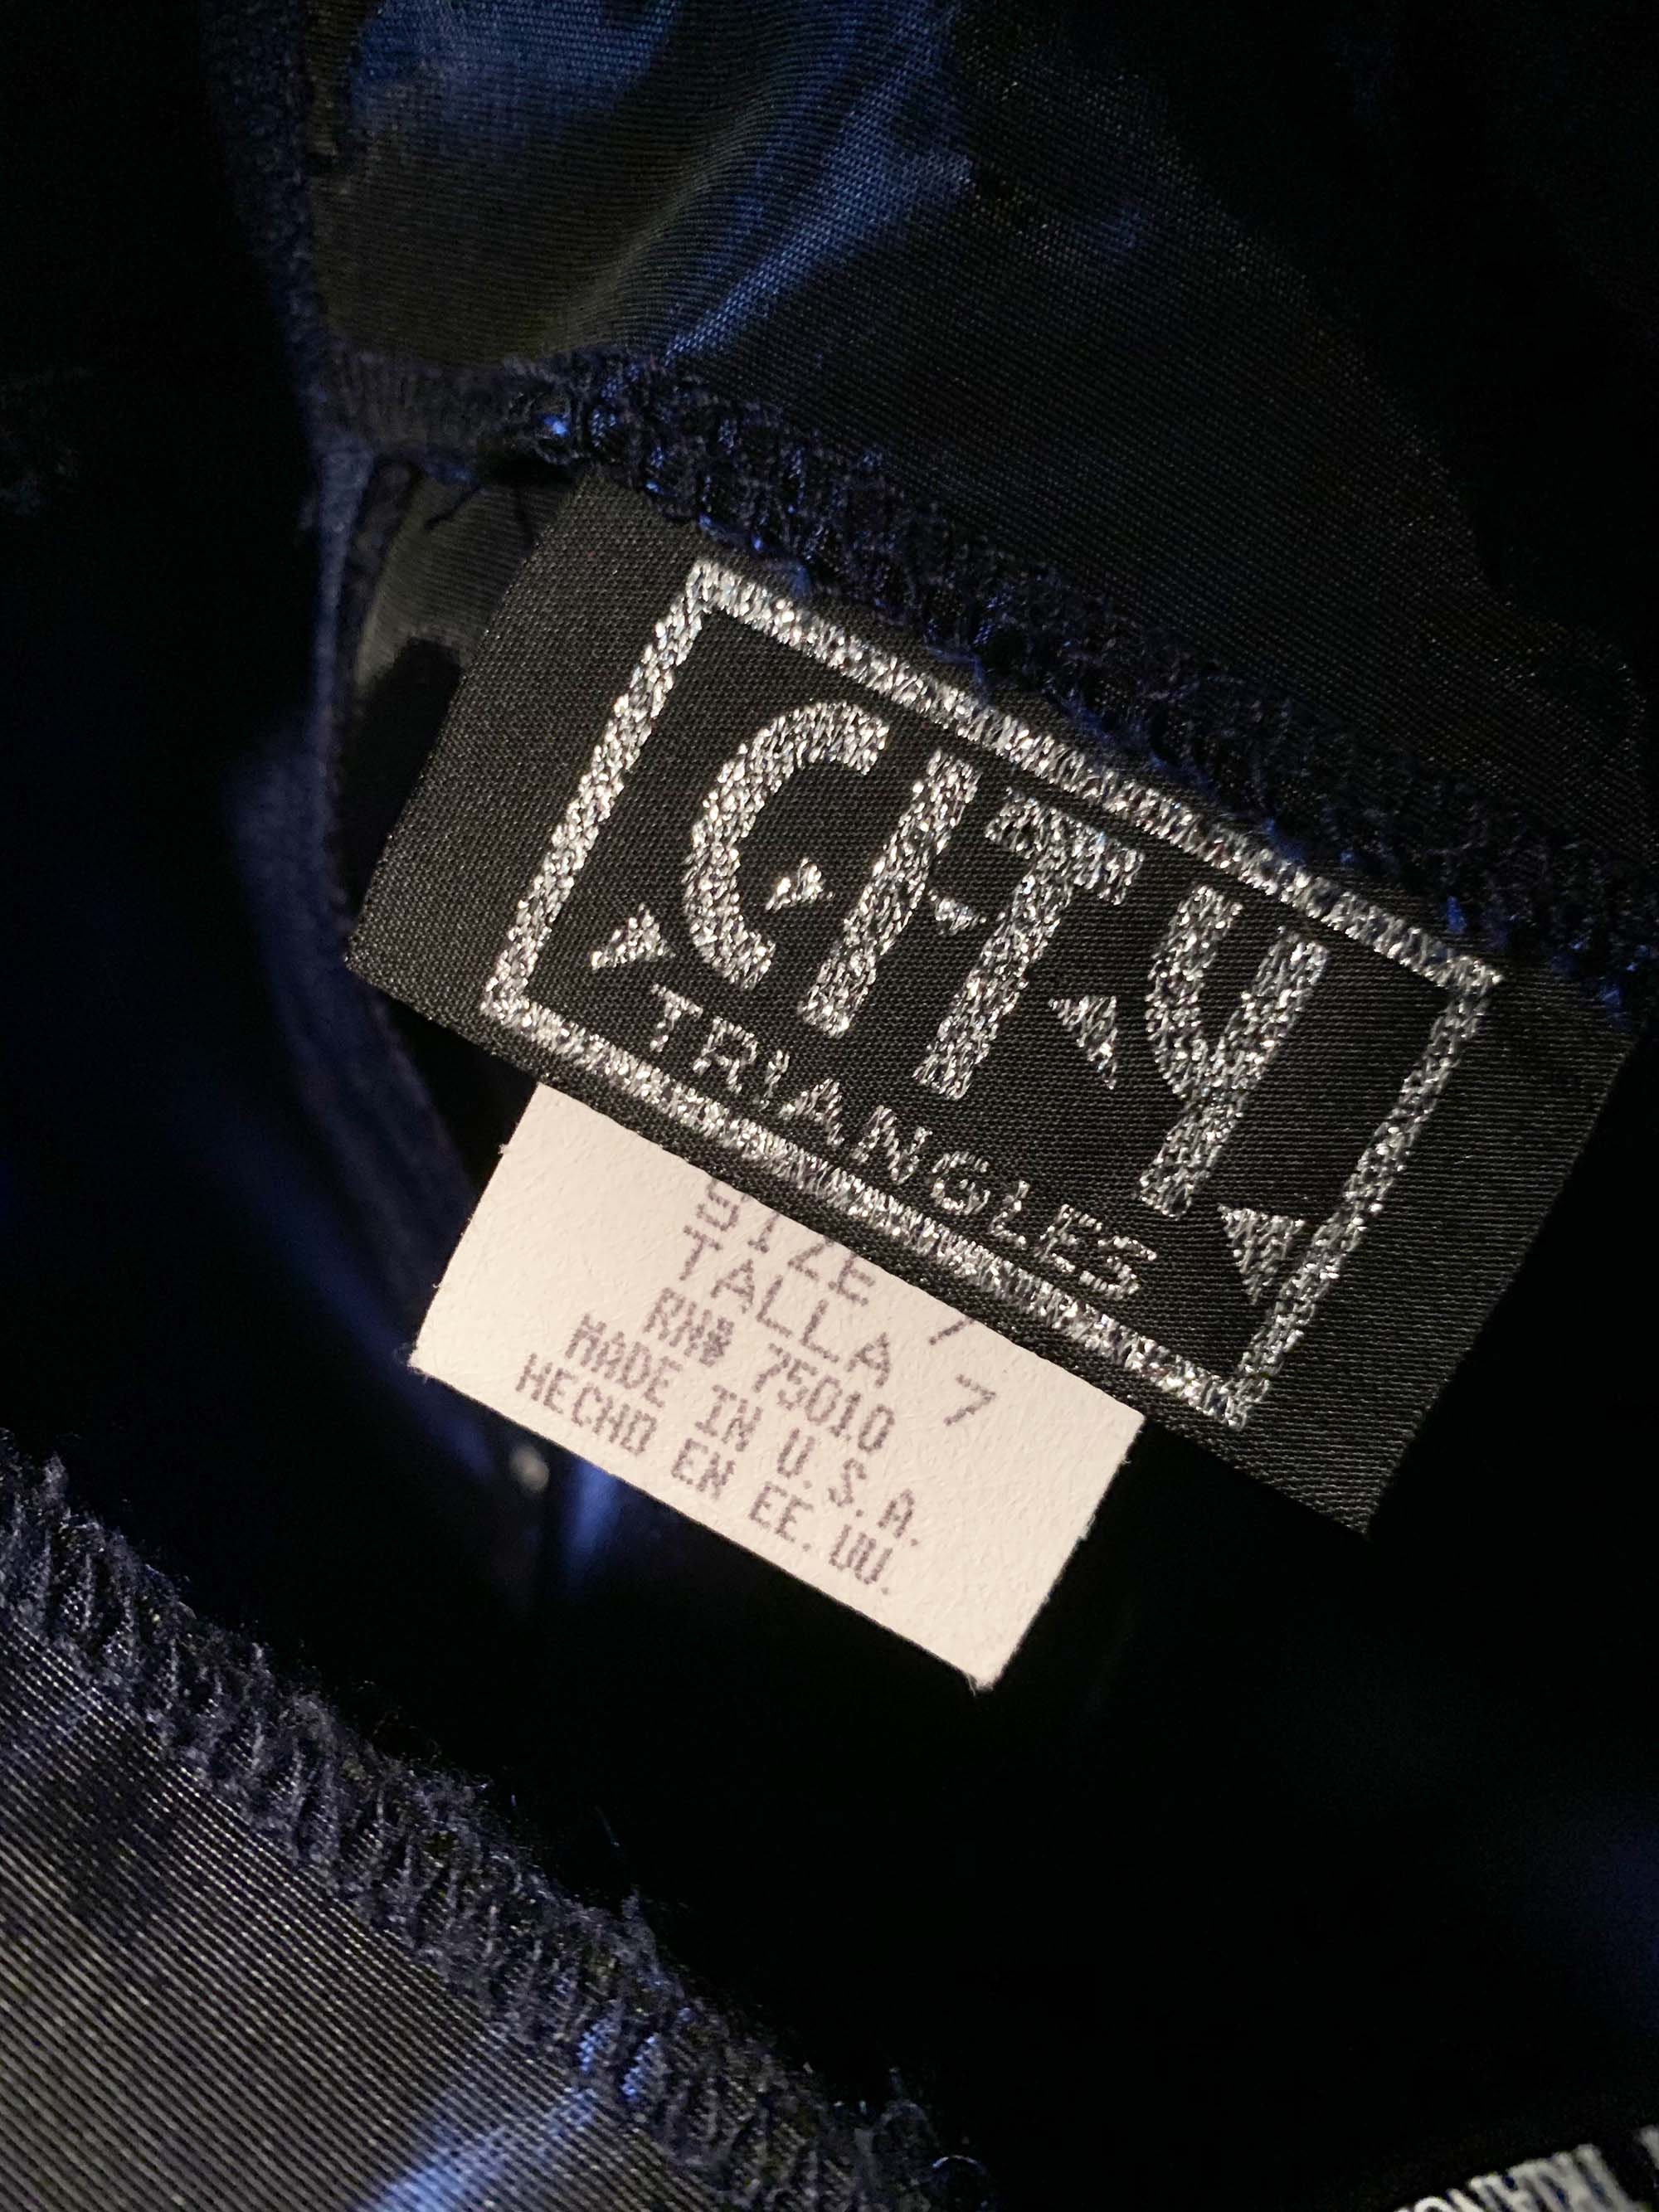 CITY
TRIANGLES
SIZE 7
TALLA 7
RN# 75010
MADE IN U.S.A.
HECHO EN EE.UU.